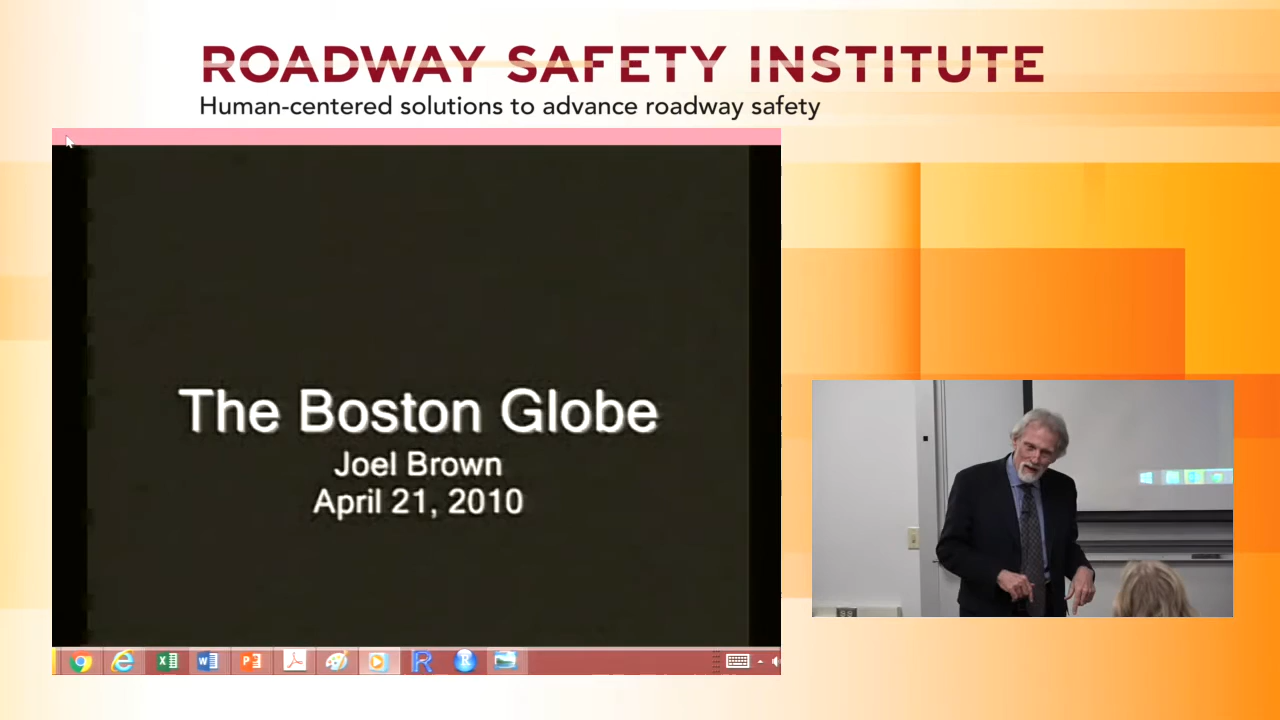 ROADWAY SAFETY INSTITUTE
Human-centered solutions to advance roadway safety
The Boston Globe
Joel Brown
April 21, 2010